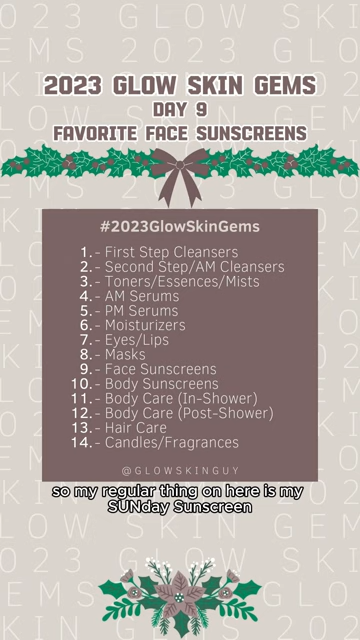 2023 GLOW SKIN GEMS
DAY 9
FAVORITE FACE SUNSCREENS
#2023GlowSkinGems
1.- First Step Cleansers
2.- Second Step/AM Cleansers
3.- Toners/Essences/Mists
4.- AM Serums
5.- PM Serums
6.- Moisturizers
7.- Eyes/Lips
8.- Masks
9.- Face Sunscreens
10.- Body Sunscreens
11.- Body Care (In-Shower)
12.- Body Care (Post-Shower)
13.- Hair Care
14.- Candles/Fragrances
@GLOWSKINGUY
so my regular thing on here is my
SUNday Sunscreen